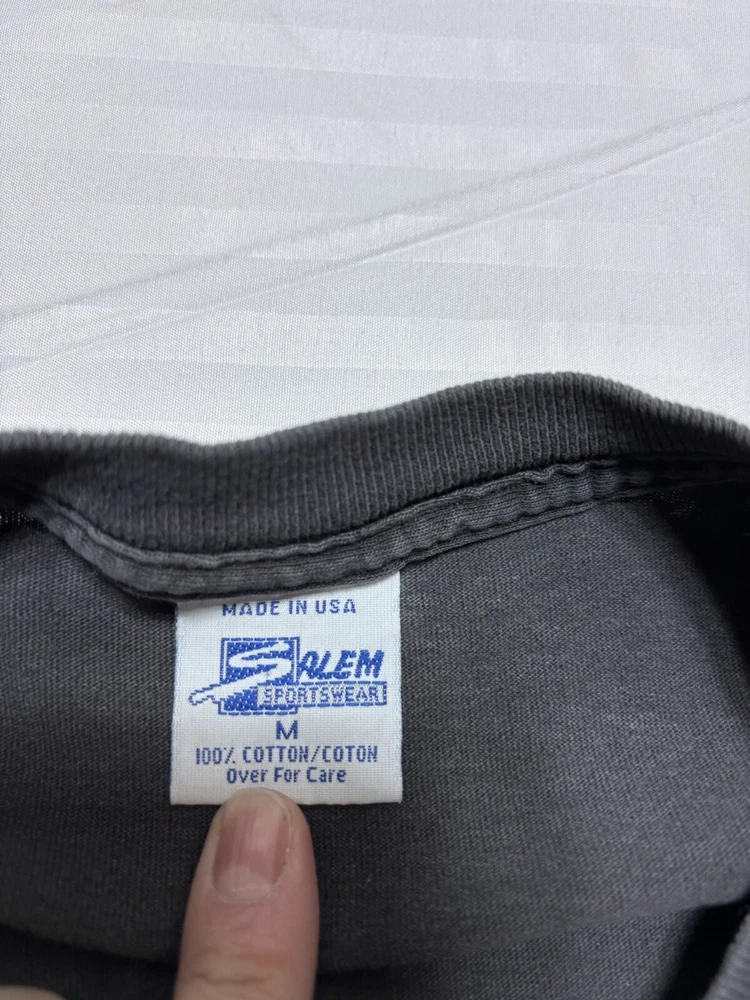 MADE IN USA
SALEM
SPORTSWEAR
M
100% COTTON/COTON
Over For Care